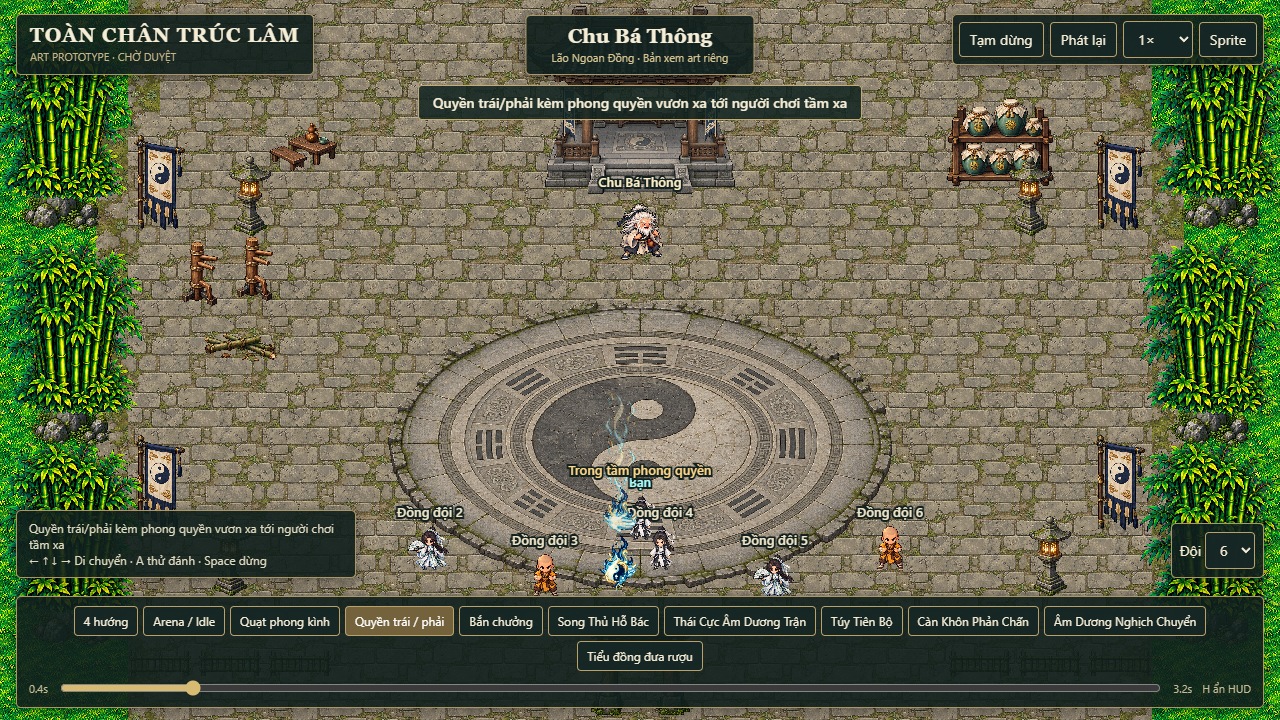 TOÀN CHÂN TRÚC LÂM
ART PROTOTYPE · CHỜ DUYỆT
Chu Bá Thông
Lão Ngoan Đồng · Bản xem art riêng
Tạm dừng
Phát lại
1×
Sprite
Quyền trái/phải kèm phong quyền vươn xa tới người chơi tầm xa
Chu Bá Thông
Trong tâm phong quyền
Bạn
Đồng đội 2
Đồng đội 4
Đồng đội 6
Đồng đội 3
Đồng đội 5
Quyền trái/phải kèm phong quyền vươn xa tới người chơi
tầm xa
← ↑↓ → Di chuyển · A thử đánh · Space dừng
Đội
6
4 hướng
Arena / Idle
Quạt phong kình
Quyền trái / phải
Bắn chưởng
Song Thủ Hỗ Bác
Thái Cực Âm Dương Trận
Túy Tiên Bộ
Càn Khôn Phản Chấn
Âm Dương Nghịch Chuyển
Tiểu đồng đưa rượu
0.4s
3.2s
H ẩn HUD